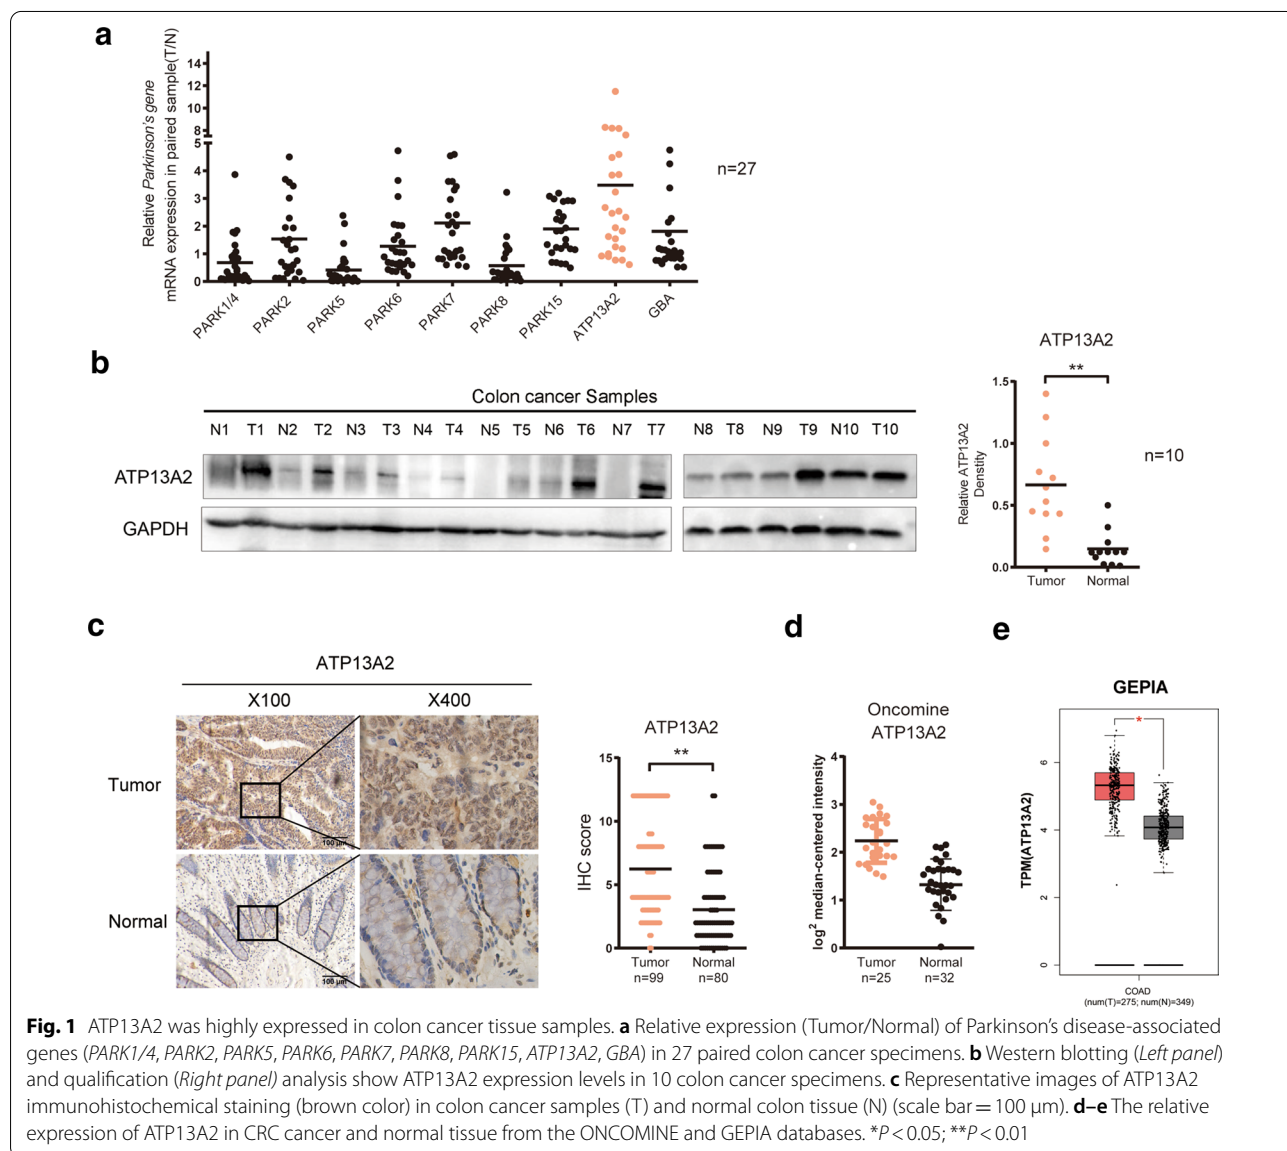 a
Relative Parkinson's gene
mRNA expression in paired sample(T/N)
14
12
10
8
5
4
3
2
1
0
PARK1/4
PARK2
PARK5
PARK6
PARK7
PARK8
PARK15
ATP13A2
GBA
n=27
b
Colon cancer Samples
N1 T1 N2 T2 N3 T3 N4 T4 N5 T5 N6 T6 N7 T7 N8 T8 N9 T9 N10 T10
ATP13A2
GAPDH
ATP13A2
**
Relative ATP13A2
Denstity
1.5
1.0
0.5
0.0
Tumor Normal
n=10
c
ATP13A2
X100 X400
Tumor
100 μm
Normal
100 μm
ATP13A2
**
IHC score
15
10
5
0
Tumor Normal
n=99 n=80
d
Oncomine
ATP13A2
log2 median-centered intensity
4
3
2
1
0
Tumor Normal
n=25 n=32
e
GEPIA
*
TPM(ATP13A2)
6
4
2
0
COAD
(num(T)=275; num(N)=349)
Fig. 1 ATP13A2 was highly expressed in colon cancer tissue samples. a Relative expression (Tumor/Normal) of Parkinson's disease-associated
genes (PARK1/4, PARK2, PARK5, PARK6, PARK7, PARK8, PARK15, ATP13A2, GBA) in 27 paired colon cancer specimens. b Western blotting (Left panel)
and qualification (Right panel) analysis show ATP13A2 expression levels in 10 colon cancer specimens. c Representative images of ATP13A2
immunohistochemical staining (brown color) in colon cancer samples (T) and normal colon tissue (N) (scale bar = 100 μm). d–e The relative
expression of ATP13A2 in CRC cancer and normal tissue from the ONCOMINE and GEPIA databases. *P < 0.05; **P < 0.01